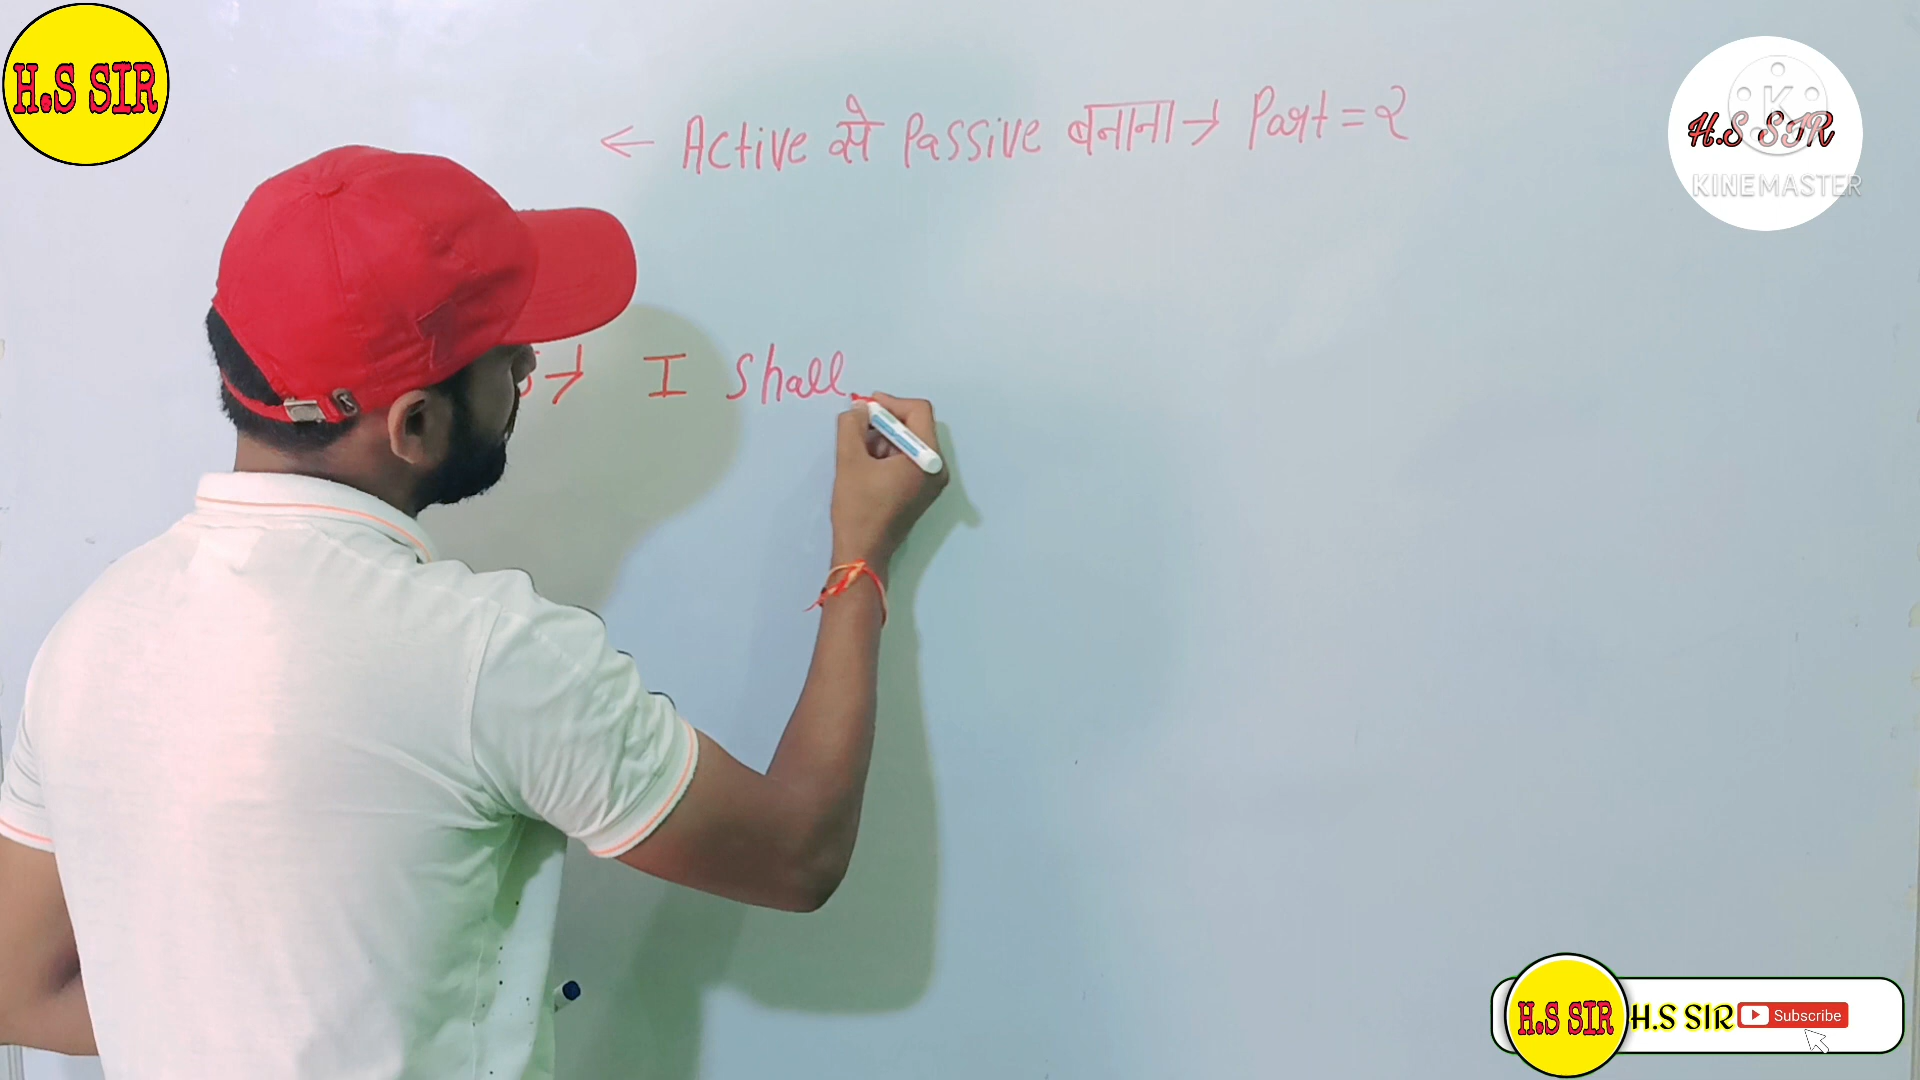 H.S SIR
← Active से Passive बनाना → Part = २
H.S SIR
KINEMASTER
→ I Shall
H.S SIR
H.S SIR
Subscribe